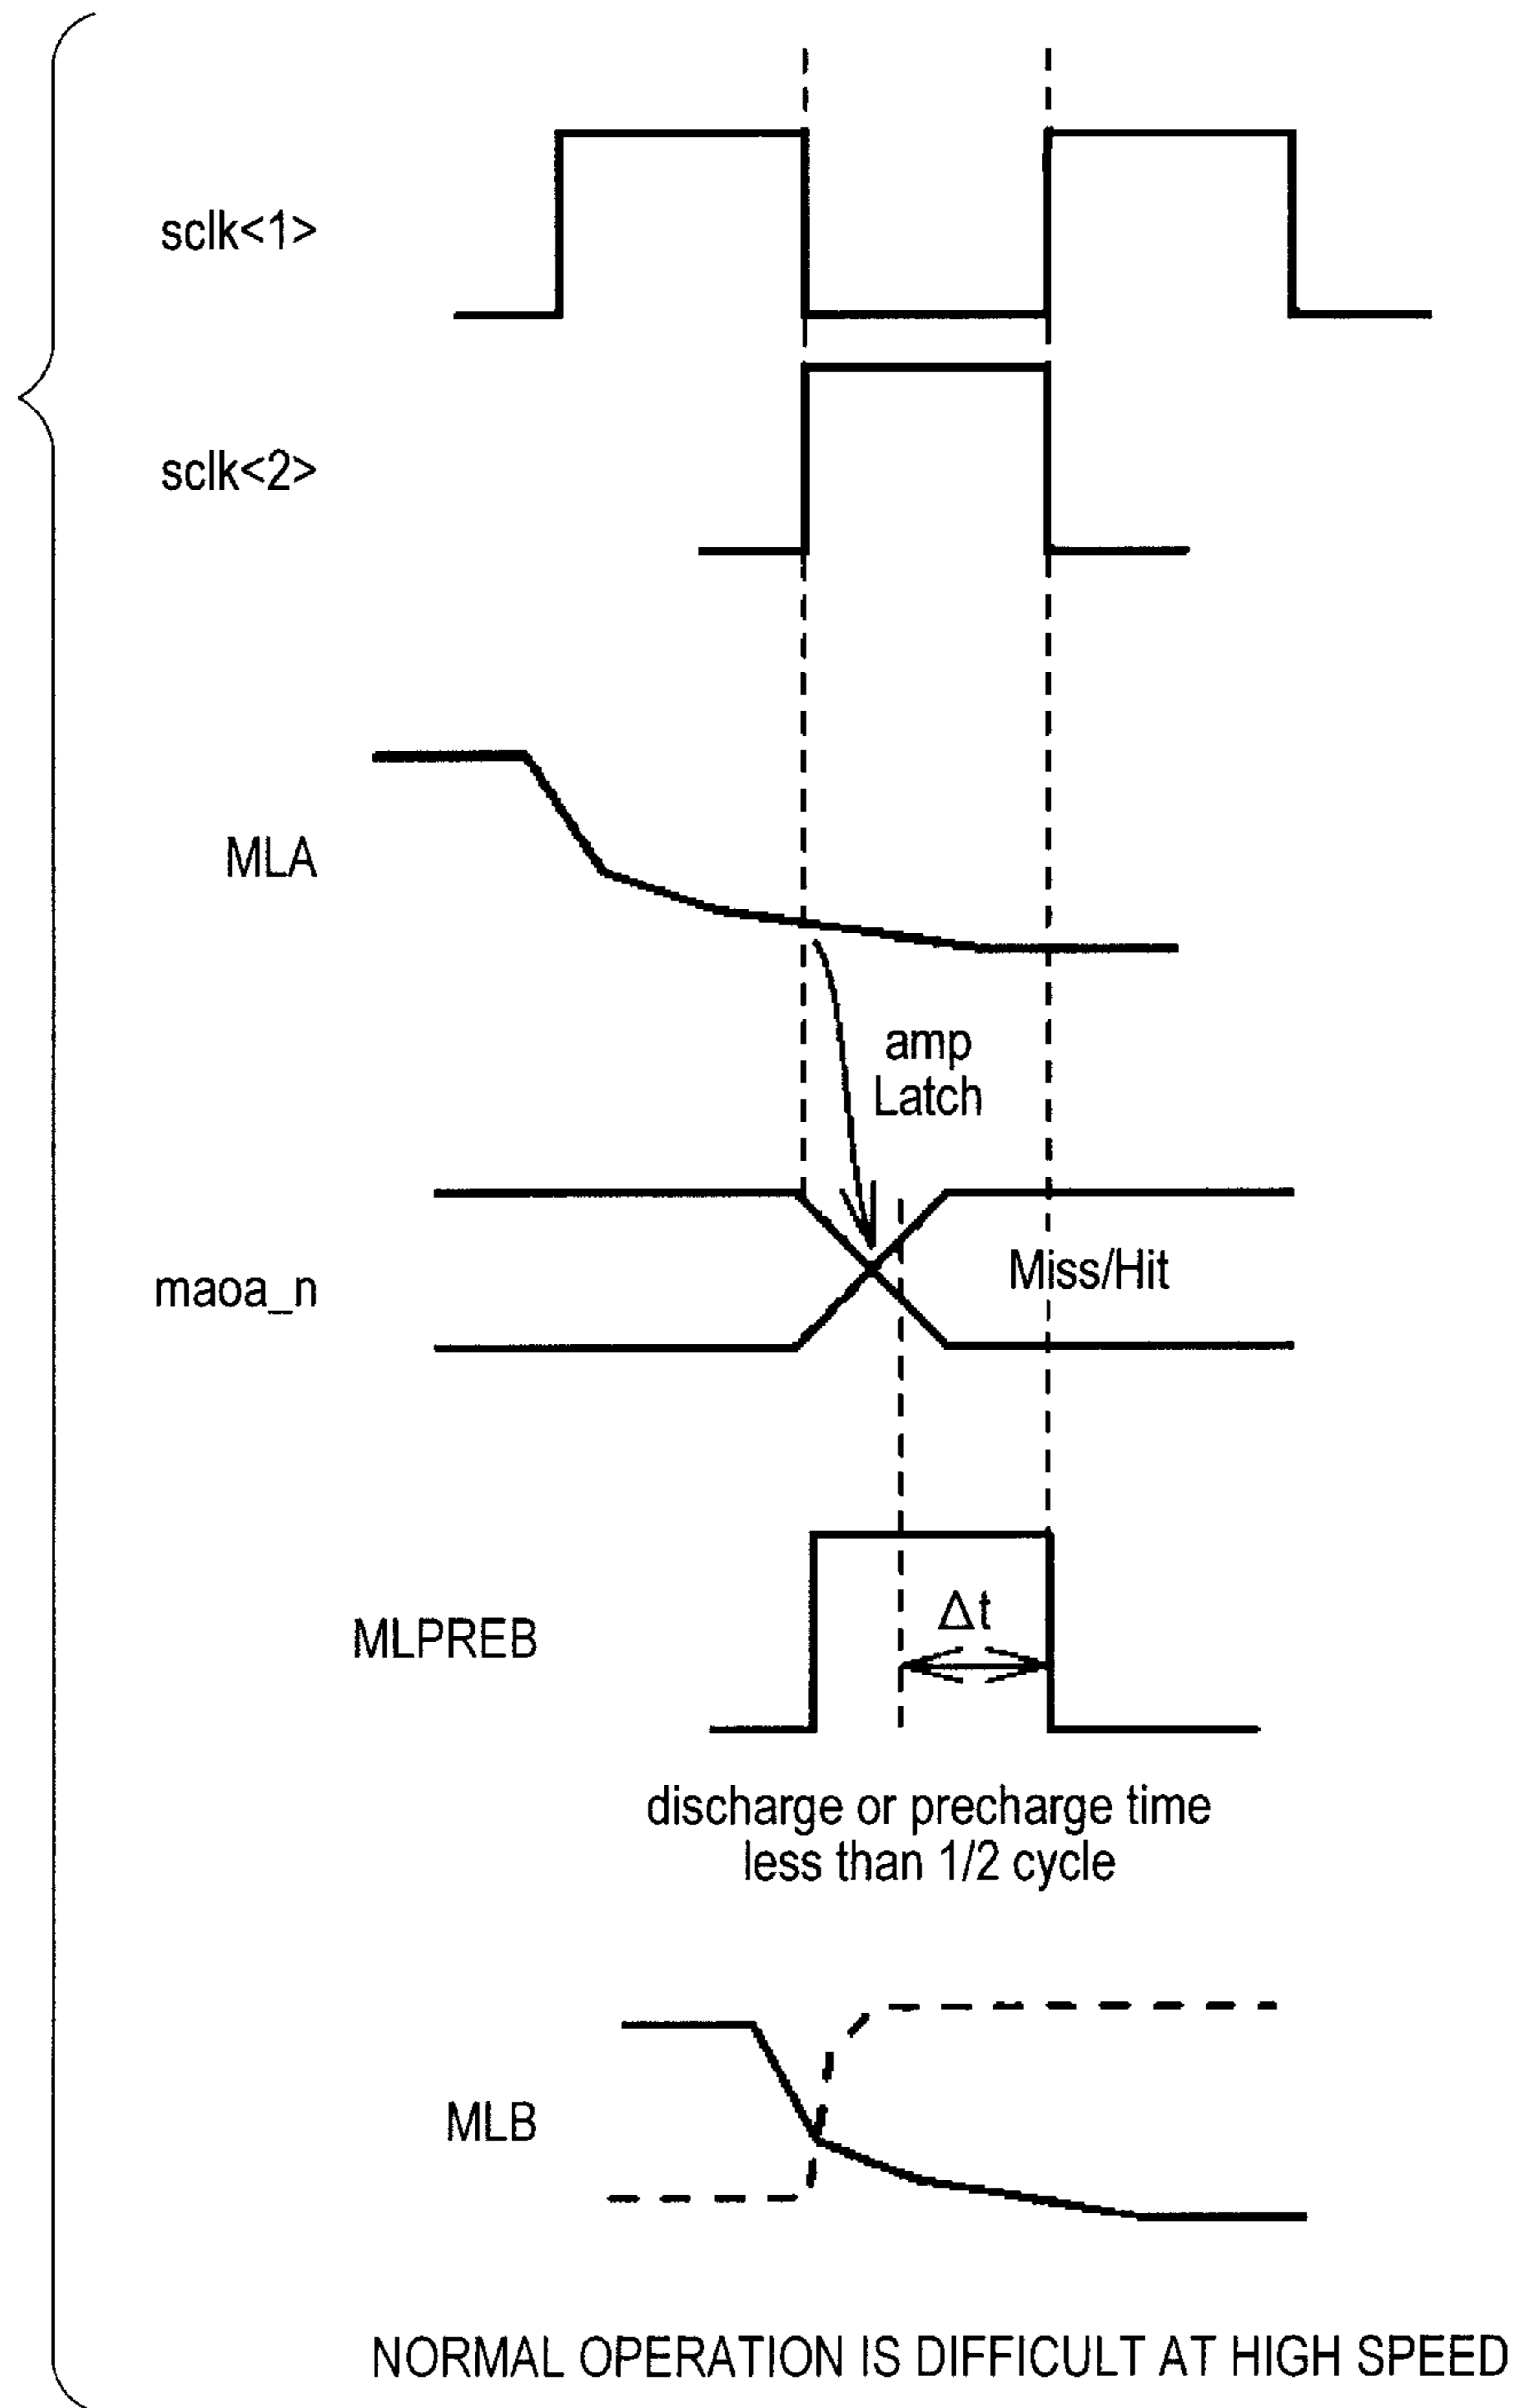 sclk<1>
sclk<2>
MLA
amp
Latch
maoa_n
Miss/Hit
MLPREB
Δt
discharge or precharge time
less than 1/2 cycle
MLB
NORMAL OPERATION IS DIFFICULT AT HIGH SPEED